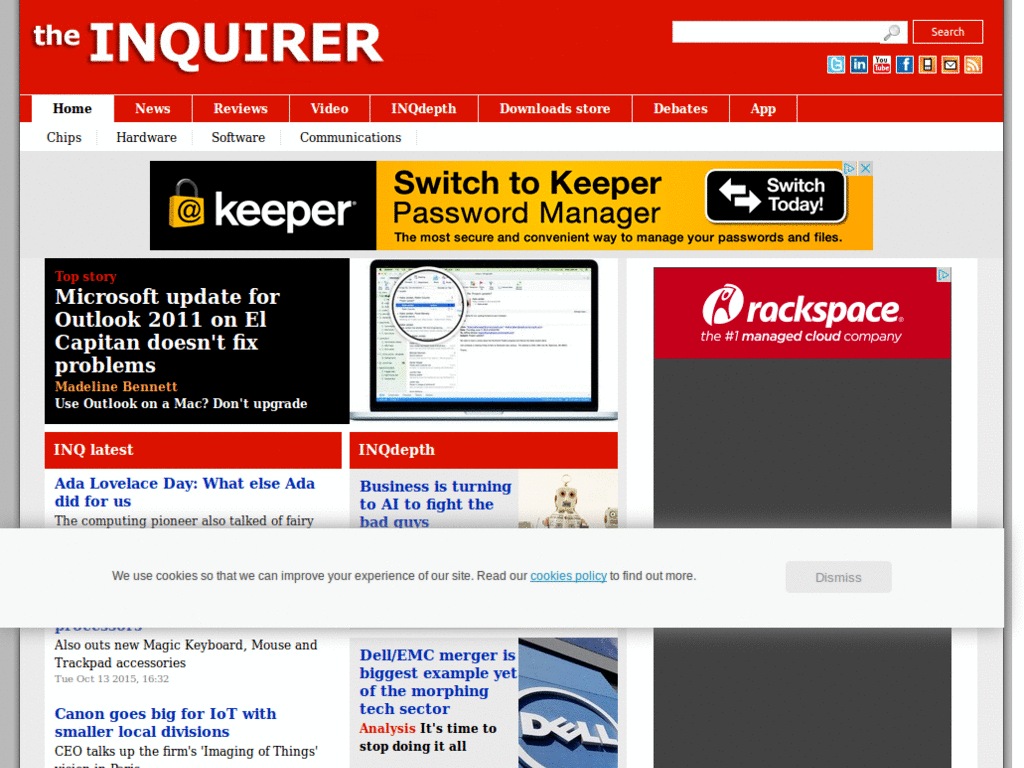 the INQUIRER
Search
Home News Reviews Video INQdepth Downloads store Debates App
Chips Hardware Software Communications
@ keeper
Switch to Keeper
Password Manager
The most secure and convenient way to manage your passwords and files.
Switch
Today!
Top story
Microsoft update for
Outlook 2011 on El
Capitan doesn't fix
problems
Madeline Bennett
Use Outlook on a Mac? Don't upgrade
rackspace®
the #1 managed cloud company
INQ latest
Ada Lovelace Day: What else Ada
did for us
The computing pioneer also talked of fairy
INQdepth
Business is turning
to AI to fight the
bad guys
We use cookies so that we can improve your experience of our site. Read our cookies policy to find out more.
Dismiss
processors
Also outs new Magic Keyboard, Mouse and
Trackpad accessories
Tue Oct 13 2015, 16:32
Canon goes big for IoT with
smaller local divisions
CEO talks up the firm's 'Imaging of Things'
vision in Paris
Dell/EMC merger is
biggest example yet
of the morphing
tech sector
Analysis It's time to
stop doing it all
DELL